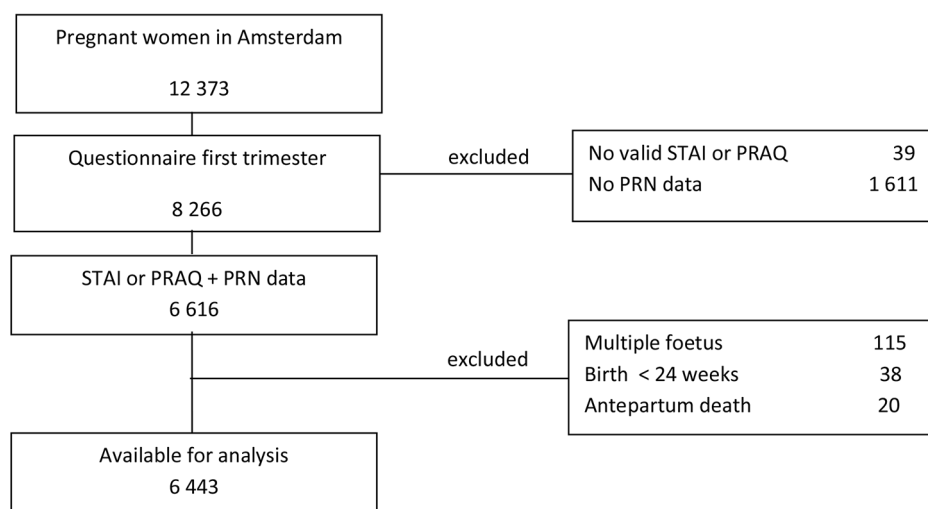 Pregnant women in Amsterdam
12 373
Questionnaire first trimester
8 266
excluded
No valid STAI or PRAQ 39
No PRN data 1 611
STAI or PRAQ + PRN data
6 616
excluded
Multiple foetus 115
Birth < 24 weeks 38
Antepartum death 20
Available for analysis
6 443